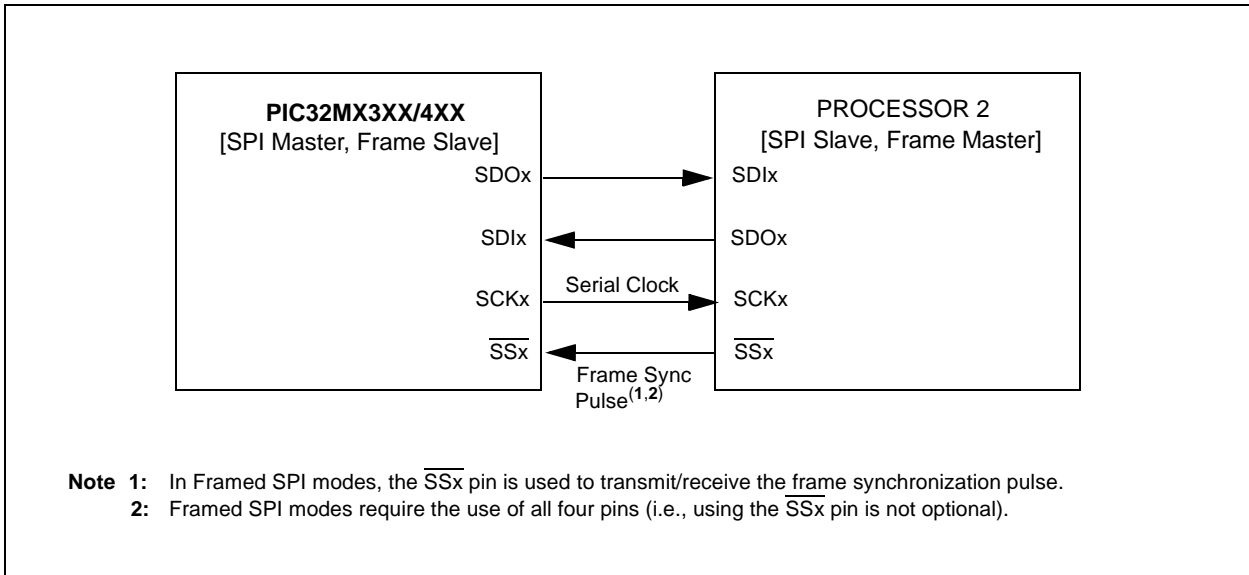 PIC32MX3XX/4XX
[SPI Master, Frame Slave]
PROCESSOR 2
[SPI Slave, Frame Master]
SDOx
SDIx
SDIx
SDOx
SCKx
Serial Clock
SCKx
SSx
SSx
Frame Sync
Pulse(1,2)
Note 1: In Framed SPI modes, the SSx pin is used to transmit/receive the frame synchronization pulse.
2: Framed SPI modes require the use of all four pins (i.e., using the SSx pin is not optional).